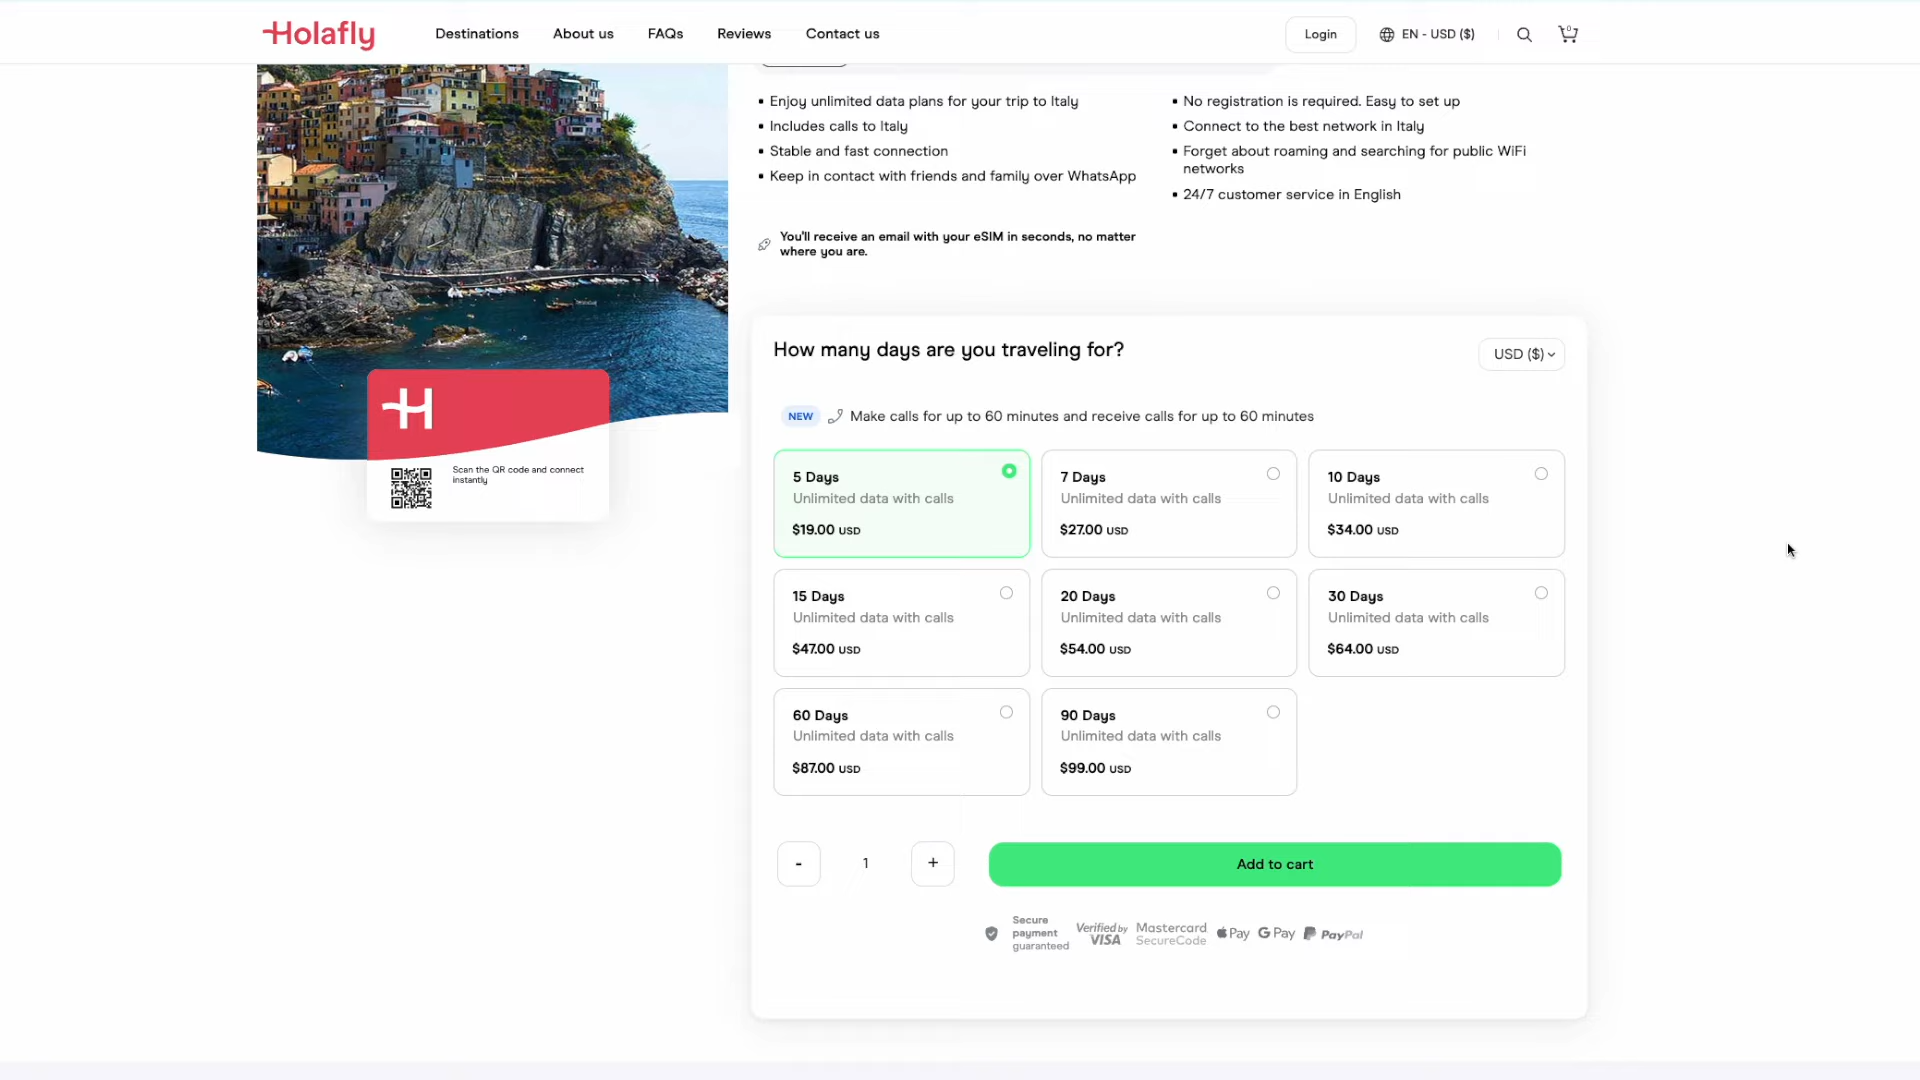 Holafly
Destinations
About us
FAQs
Reviews
Contact us
Login
EN - USD ($)
0
Enjoy unlimited data plans for your trip to Italy
Includes calls to Italy
Stable and fast connection
Keep in contact with friends and family over WhatsApp
No registration is required. Easy to set up
Connect to the best network in Italy
Forget about roaming and searching for public WiFi
networks
24/7 customer service in English
You'll receive an email with your eSIM in seconds, no matter
where you are.
H
Scan the QR code and connect
instantly
How many days are you traveling for?
USD ($)
NEW
Make calls for up to 60 minutes and receive calls for up to 60 minutes
5 Days
Unlimited data with calls
$19.00 USD
7 Days
Unlimited data with calls
$27.00 USD
10 Days
Unlimited data with calls
$34.00 USD
15 Days
Unlimited data with calls
$47.00 USD
20 Days
Unlimited data with calls
$54.00 USD
30 Days
Unlimited data with calls
$64.00 USD
60 Days
Unlimited data with calls
$87.00 USD
90 Days
Unlimited data with calls
$99.00 USD
-
1
+
Add to cart
Secure
payment
guaranteed
Verified by
VISA
Mastercard
SecureCode
Pay
G Pay
PayPal